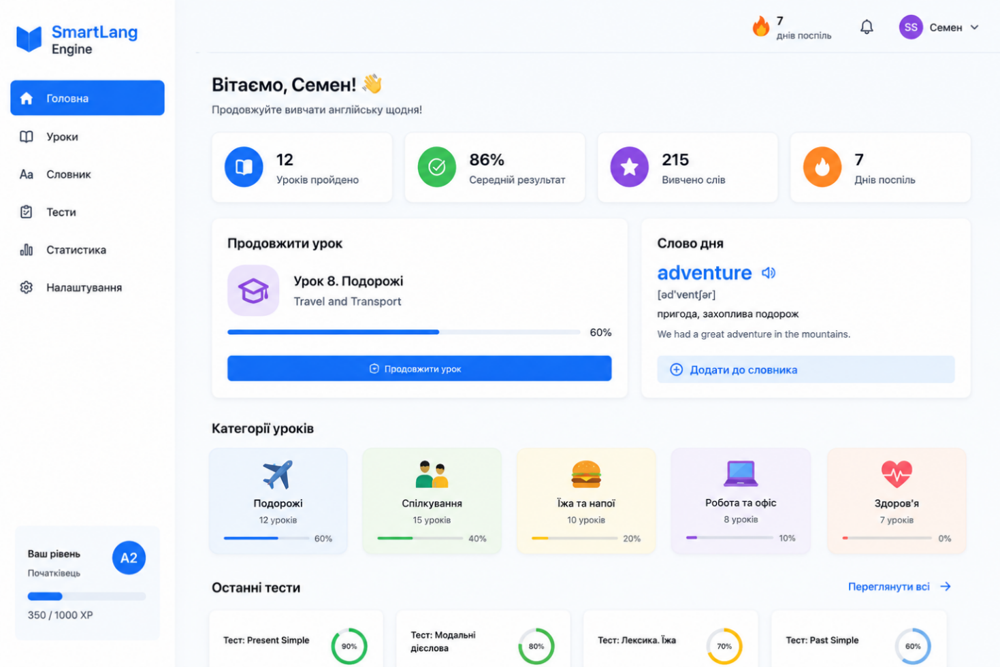 SmartLang
Engine
Головна
Уроки
Aa Словник
Тести
Статистика
Налаштування
Ваш рівень
A2
Початківець
350 / 1000 XP
7
днів поспіль
SS
Семен
Вітаємо, Семен!
Продовжуйте вивчати англійську щодня!
12
Уроків пройдено
86%
Середній результат
215
Вивчено слів
7
Днів поспіль
Продовжити урок
Урок 8. Подорожі
Travel and Transport
60%
Продовжити урок
Слово дня
adventure
[əd'ventʃər]
пригода, захоплива подорож
We had a great adventure in the mountains.
Додати до словника
Категорії уроків
Подорожі
12 уроків
60%
Спілкування
15 уроків
40%
Їжа та напої
10 уроків
20%
Робота та офіс
8 уроків
10%
Здоров'я
7 уроків
0%
Останні тести
Переглянути всі
Тест: Present Simple
90%
Тест: Модальні
дієслова
80%
Тест: Лексика. Їжа
70%
Тест: Past Simple
60%